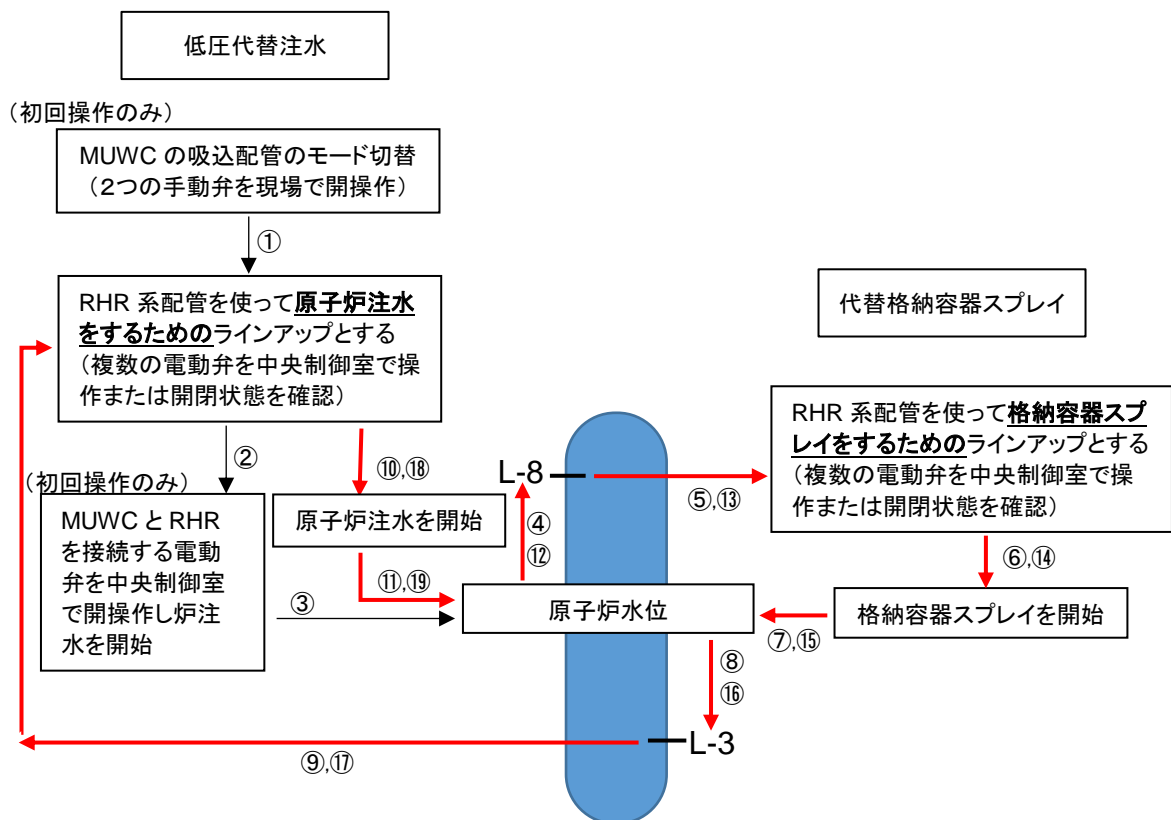 低圧代替注水
（初回操作のみ）
MUWC の吸込配管のモード切替
（２つの手動弁を現場で開操作）
①
RHR 系配管を使って原子炉注水
をするためのラインアップとする
（複数の電動弁を中央制御室で操
作または開閉状態を確認）
②
（初回操作のみ）
MUWC と RHR
を接続する電動
弁を中央制御室
で開操作し炉注
水を開始
③
⑩,⑱
原子炉注水を開始
⑪,⑲
L-8
④
⑫
原子炉水位
⑧
⑯
L-3
⑨,⑰
代替格納容器スプレイ
⑤,⑬
RHR 系配管を使って格納容器スプ
レイをするためのラインアップとする
（複数の電動弁を中央制御室で操
作または開閉状態を確認）
⑥,⑭
格納容器スプレイを開始
⑦,⑮